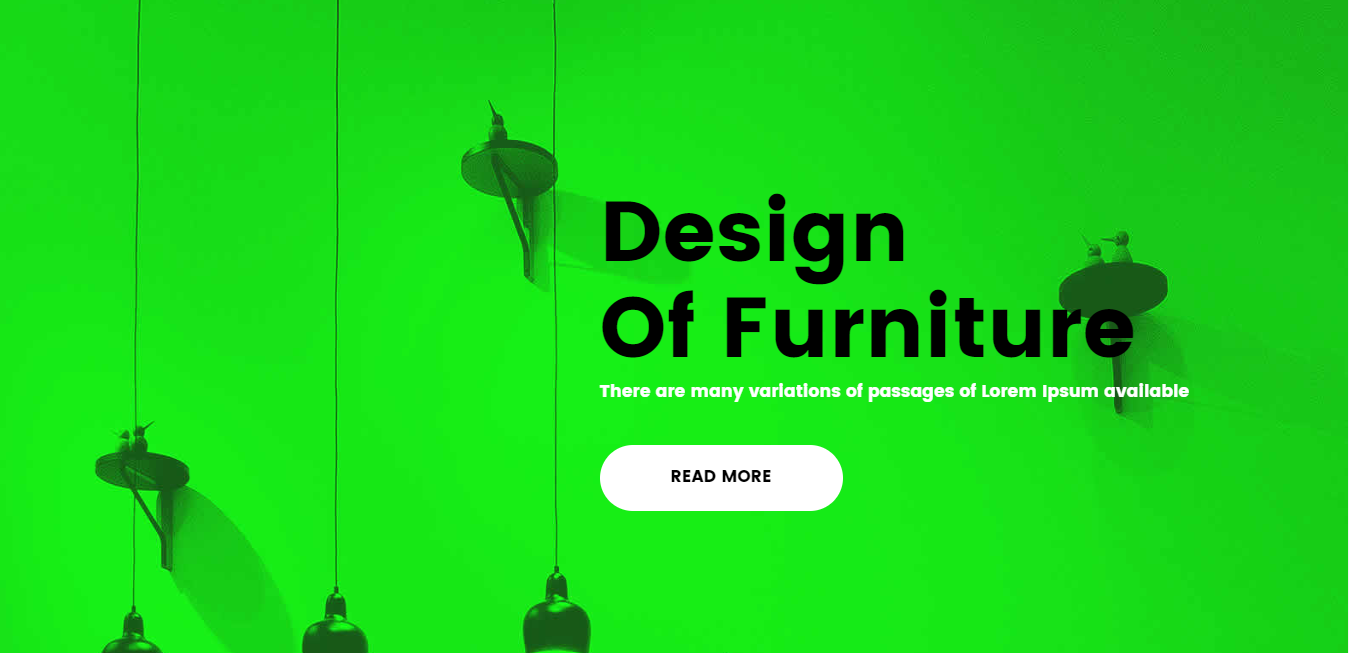 Design
Of Furniture
There are many variations of passages of Lorem Ipsum available
READ MORE